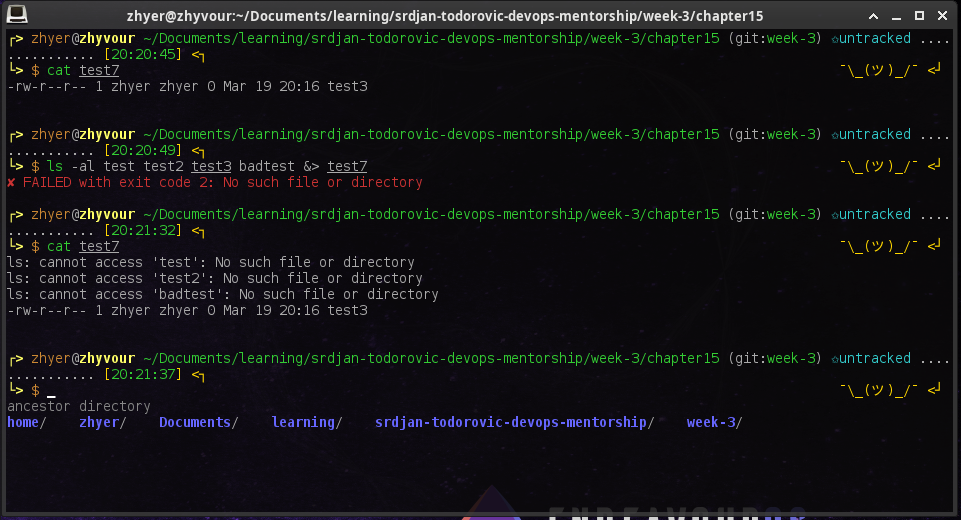 zhyer@zhyvour:~/Documents/learning/srdjan-todorovic-devops-mentorship/week-3/chapter15
┌> zhyer@zhyvour ~/Documents/learning/srdjan-todorovic-devops-mentorship/week-3/chapter15 (git:week-3) ✩untracked ....
........... [20:20:45] <┐
└> $ cat test7 ¯\_(ツ)_/¯ <┘
-rw-r--r-- 1 zhyer zhyer 0 Mar 19 20:16 test3
┌> zhyer@zhyvour ~/Documents/learning/srdjan-todorovic-devops-mentorship/week-3/chapter15 (git:week-3) ✩untracked ....
........... [20:20:49] <┐
└> $ ls -al test test2 test3 badtest &> test7 ¯\_(ツ)_/¯ <┘
✘ FAILED with exit code 2: No such file or directory
┌> zhyer@zhyvour ~/Documents/learning/srdjan-todorovic-devops-mentorship/week-3/chapter15 (git:week-3) ✩untracked ....
........... [20:21:32] <┐
└> $ cat test7 ¯\_(ツ)_/¯ <┘
ls: cannot access 'test': No such file or directory
ls: cannot access 'test2': No such file or directory
ls: cannot access 'badtest': No such file or directory
-rw-r--r-- 1 zhyer zhyer 0 Mar 19 20:16 test3
┌> zhyer@zhyvour ~/Documents/learning/srdjan-todorovic-devops-mentorship/week-3/chapter15 (git:week-3) ✩untracked ....
........... [20:21:37] <┐
└> $ _ ¯\_(ツ)_/¯ <┘
ancestor directory
home/ zhyer/ Documents/ learning/ srdjan-todorovic-devops-mentorship/ week-3/